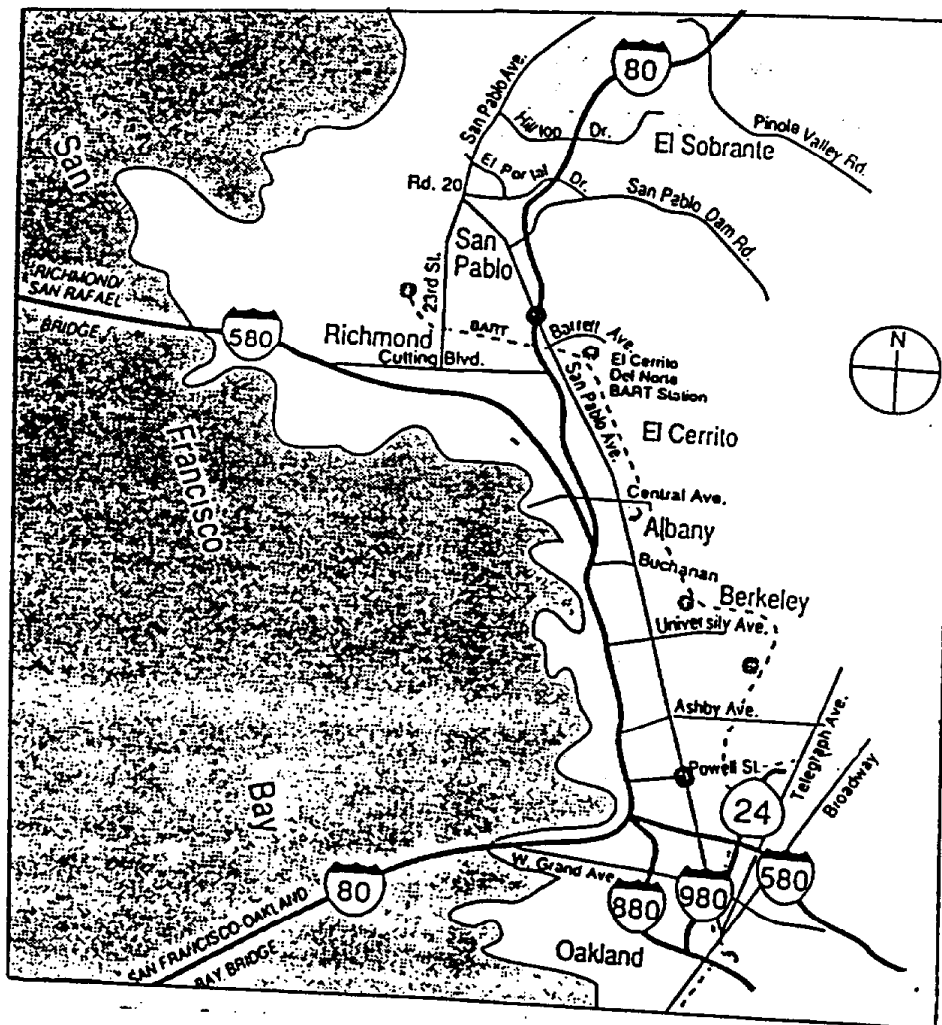 80
San Pablo Ave.
Hilltop Dr.
Pinole Valley Rd.
El Sobrante
El Portal Dr.
Rd. 20
San Pablo Dam Rd.
San
Francisco
Bay
San
Pablo
23rd St.
RICHMOND/
SAN RAFAEL
BRIDGE
580
Richmond
BART
Barrett Ave.
Cutting Blvd.
El Cerrito
Del Norte
BART Station
San Pablo Ave.
N
El Cerrito
Central Ave.
Albany
Buchanan
Berkeley
University Ave.
Ashby Ave.
Telegraph Ave.
Powell St.
Broadway
24
W. Grand Ave
80
880
980
580
SAN FRANCISCO-OAKLAND
BAY BRIDGE
Oakland